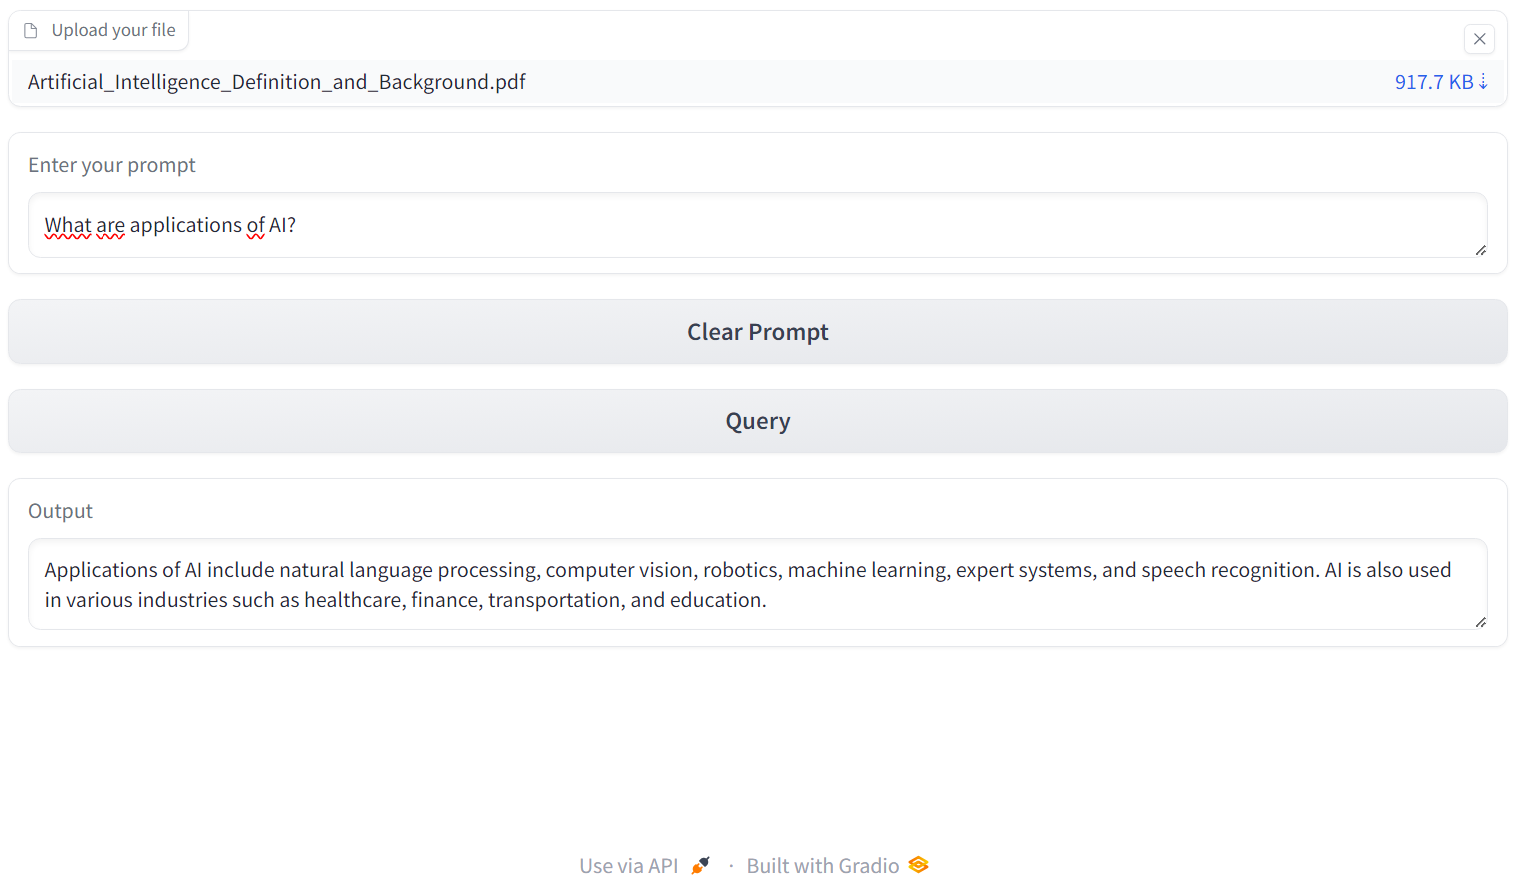 Upload your file
Artificial_Intelligence_Definition_and_Background.pdf 917.7 KB ⇣
Enter your prompt
What are applications of AI?
Clear Prompt
Query
Output
Applications of AI include natural language processing, computer vision, robotics, machine learning, expert systems, and speech recognition. AI is also used
in various industries such as healthcare, finance, transportation, and education.
Use via API · Built with Gradio